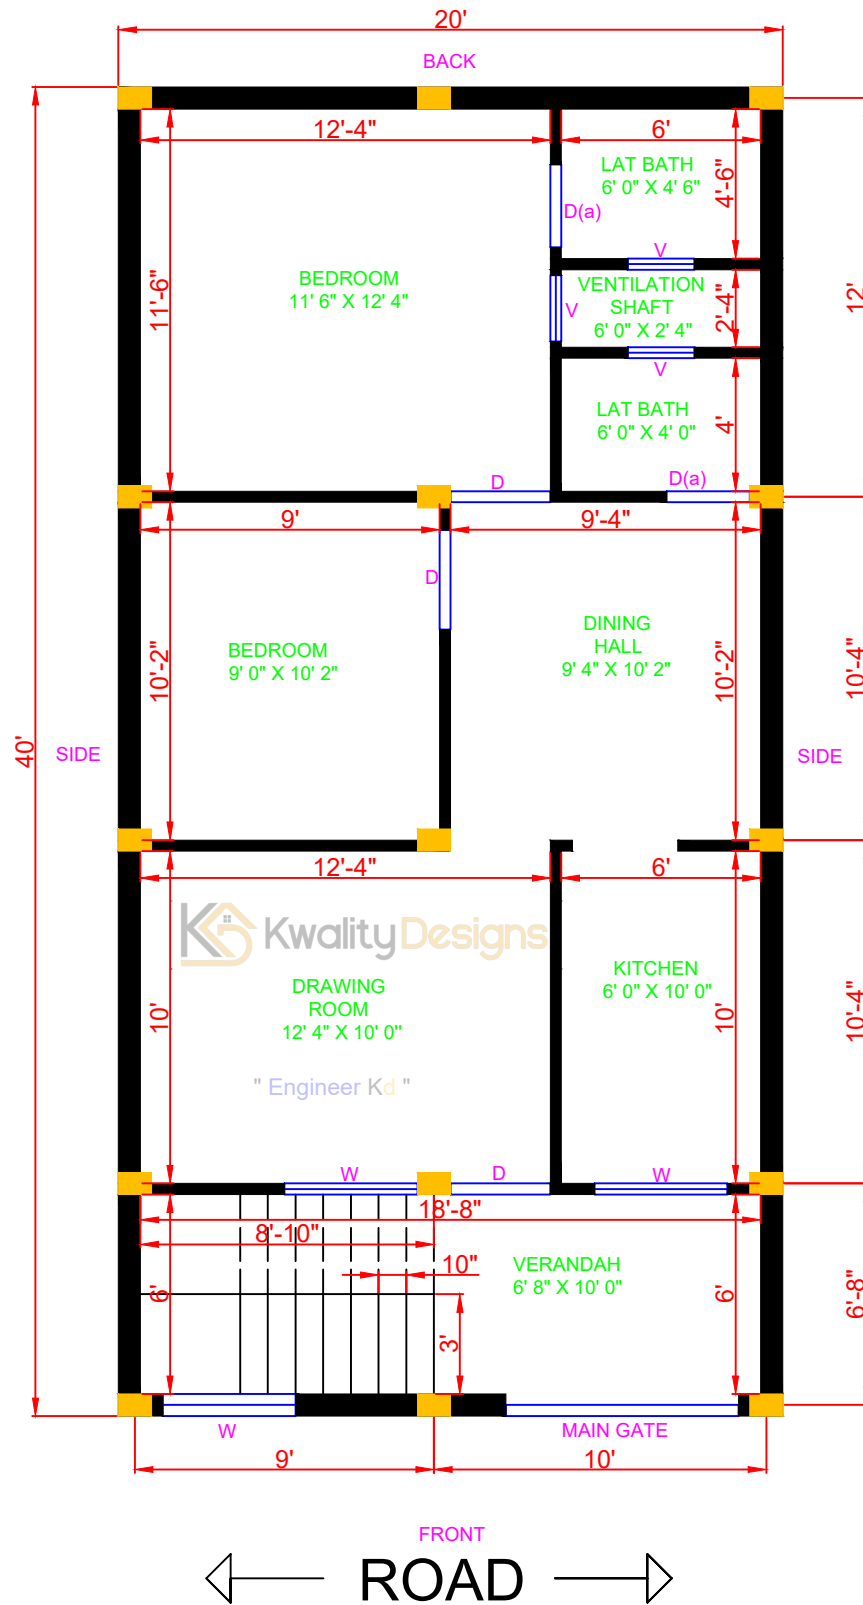 20'
BACK
12'-4"
6'
LAT BATH
6' 0" X 4' 6"
4'-6"
D(a)
V
BEDROOM
11' 6" X 12' 4"
11'-6"
VENTILATION
SHAFT
6' 0" X 2' 4"
2'-4"
12'
V
V
LAT BATH
6' 0" X 4' 0"
4'
D
D(a)
9'
9'-4"
D
BEDROOM
9' 0" X 10' 2"
10'-2"
DINING
HALL
9' 4" X 10' 2"
10'-2"
10'-4"
40'
SIDE
SIDE
12'-4"
6'
Kwality Designs
DRAWING
ROOM
12' 4" X 10' 0"
10'
KITCHEN
6' 0" X 10' 0"
10'
10'-4"
" Engineer Kd "
W
D
W
18'-8"
8'-10"
10"
VERANDAH
6' 8" X 10' 0"
6'
6'
6'-8"
3'
W
MAIN GATE
9'
10'
FRONT
ROAD